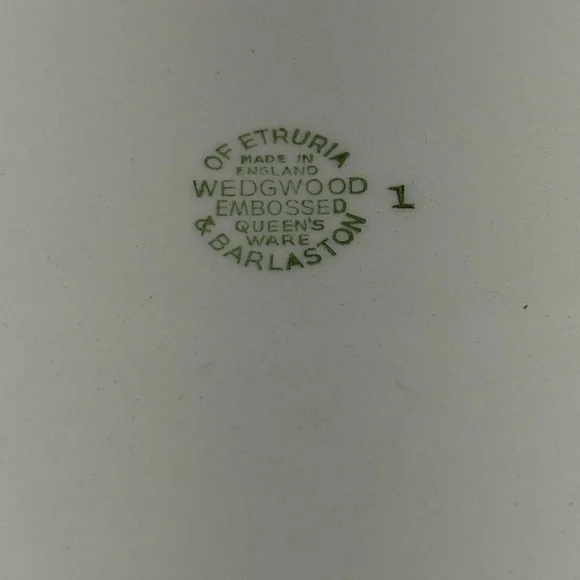 OF ETRURIA
MADE IN
ENGLAND
WEDGWOOD
EMBOSSED
QUEEN'S
WARE
& BARLASTON
1